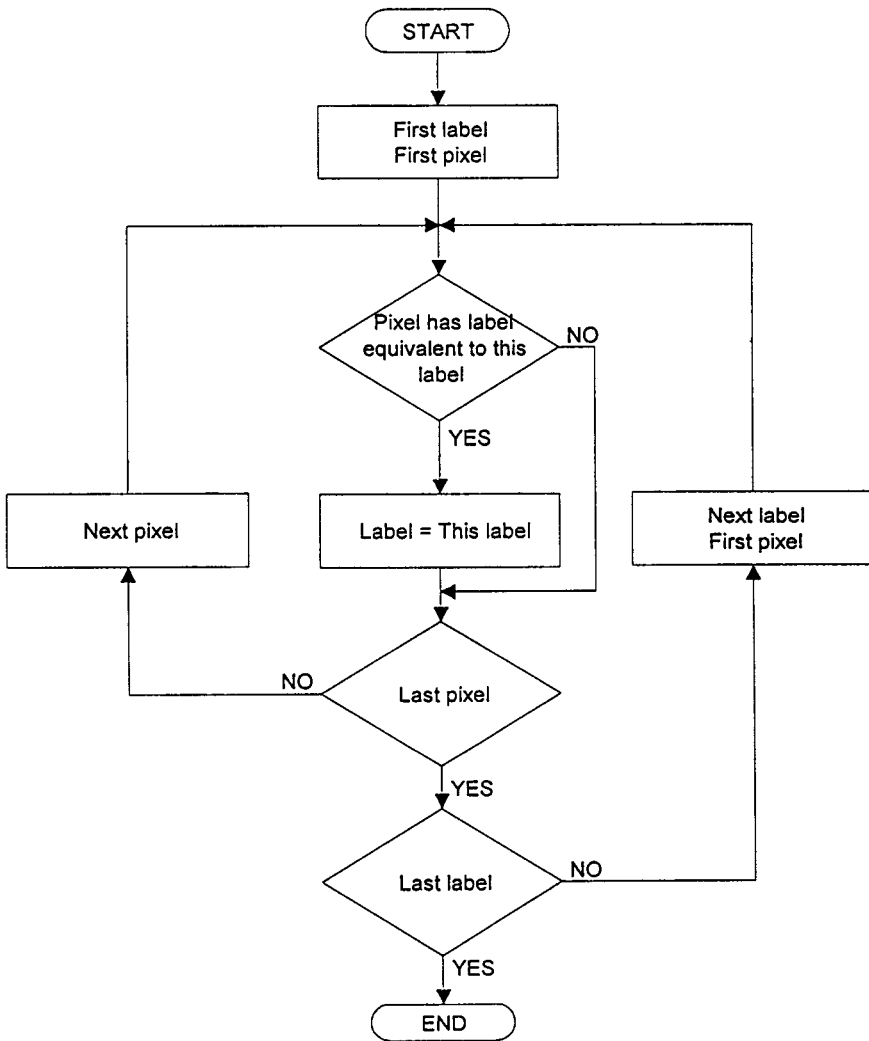 START
First label
First pixel
Pixel has label
equivalent to this
label
NO
YES
Next pixel
Label = This label
Next label
First pixel
NO
Last pixel
YES
Last label
NO
YES
END